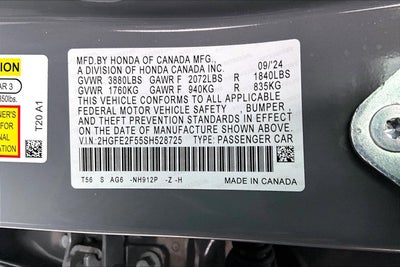 MFD.BY HONDA OF CANADA MFG.,
A DIVISION OF HONDA CANADA INC. 09/'24
GVWR 3880LBS GAWR F 2072LBS R 1840LBS
GVWR 1760KG GAWR F 940KG R 835KG
THIS VEHICLE CONFORMS TO ALL APPLICABLE
FEDERAL MOTOR VEHICLE SAFETY , BUMPER ,
AND THEFT PREVENTION STANDARDS IN EFFECT ON
THE DATE OF MANUFACTURE SHOWN ABOVE.
V.I.N:2HGFE2F55SH528725 TYPE: PASSENGER CAR
T56 S AG6 -NH912P -Z -H
MADE IN CANADA
AR 3
T20 A1